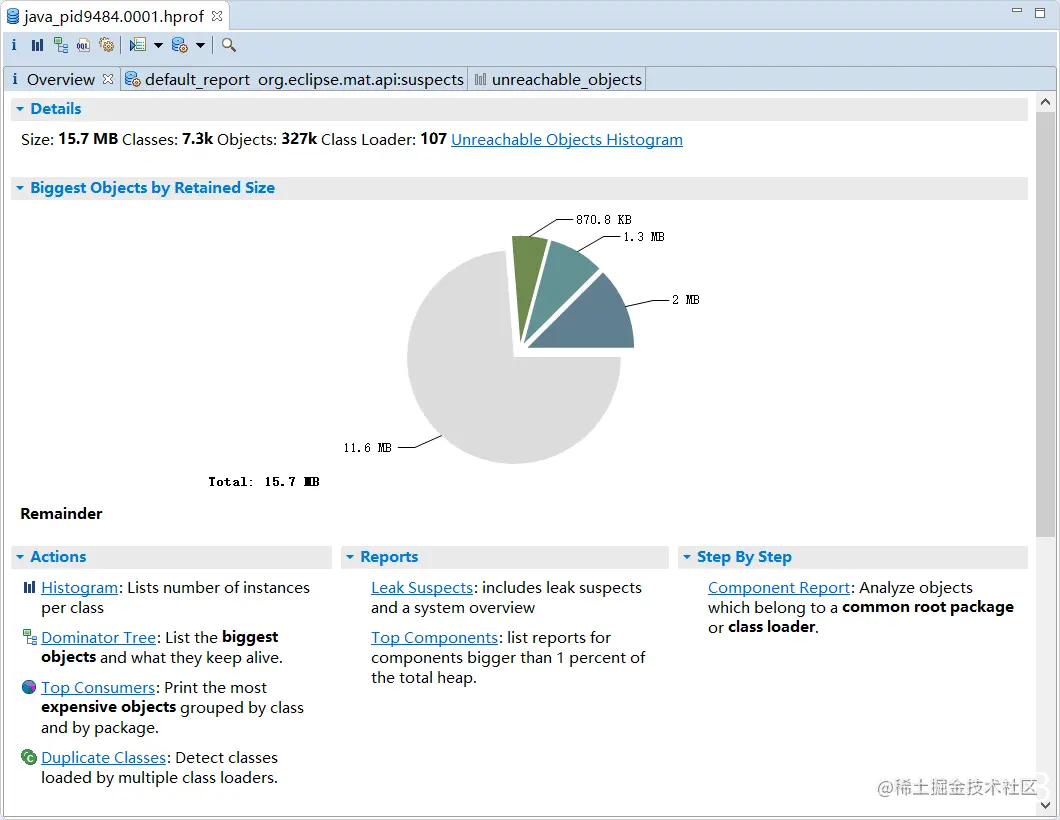 java_pid9484.0001.hprof
i OQL
i Overview default_report org.eclipse.mat.api:suspects unreachable_objects
Details
Size: 15.7 MB Classes: 7.3k Objects: 327k Class Loader: 107 Unreachable Objects Histogram
Biggest Objects by Retained Size
870.8 KB
1.3 MB
2 MB
11.6 MB
Total: 15.7 MB
Remainder
Actions
Histogram: Lists number of instances
per class
Dominator Tree: List the biggest
objects and what they keep alive.
Top Consumers: Print the most
expensive objects grouped by class
and by package.
Duplicate Classes: Detect classes
loaded by multiple class loaders.
Reports
Leak Suspects: includes leak suspects
and a system overview
Top Components: list reports for
components bigger than 1 percent of
the total heap.
Step By Step
Component Report: Analyze objects
which belong to a common root package
or class loader.
@稀土掘金技术社区